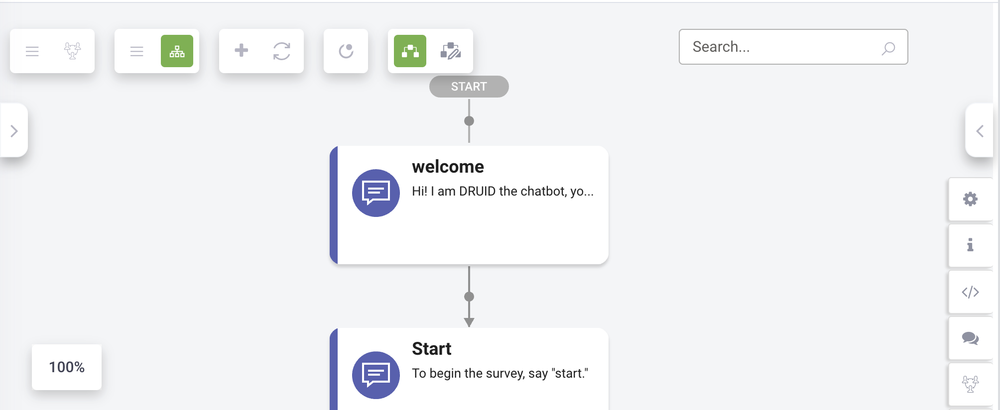 Search...
START
welcome
Hi! I am DRUID the chatbot, yo...
Start
To begin the survey, say "start."
100%